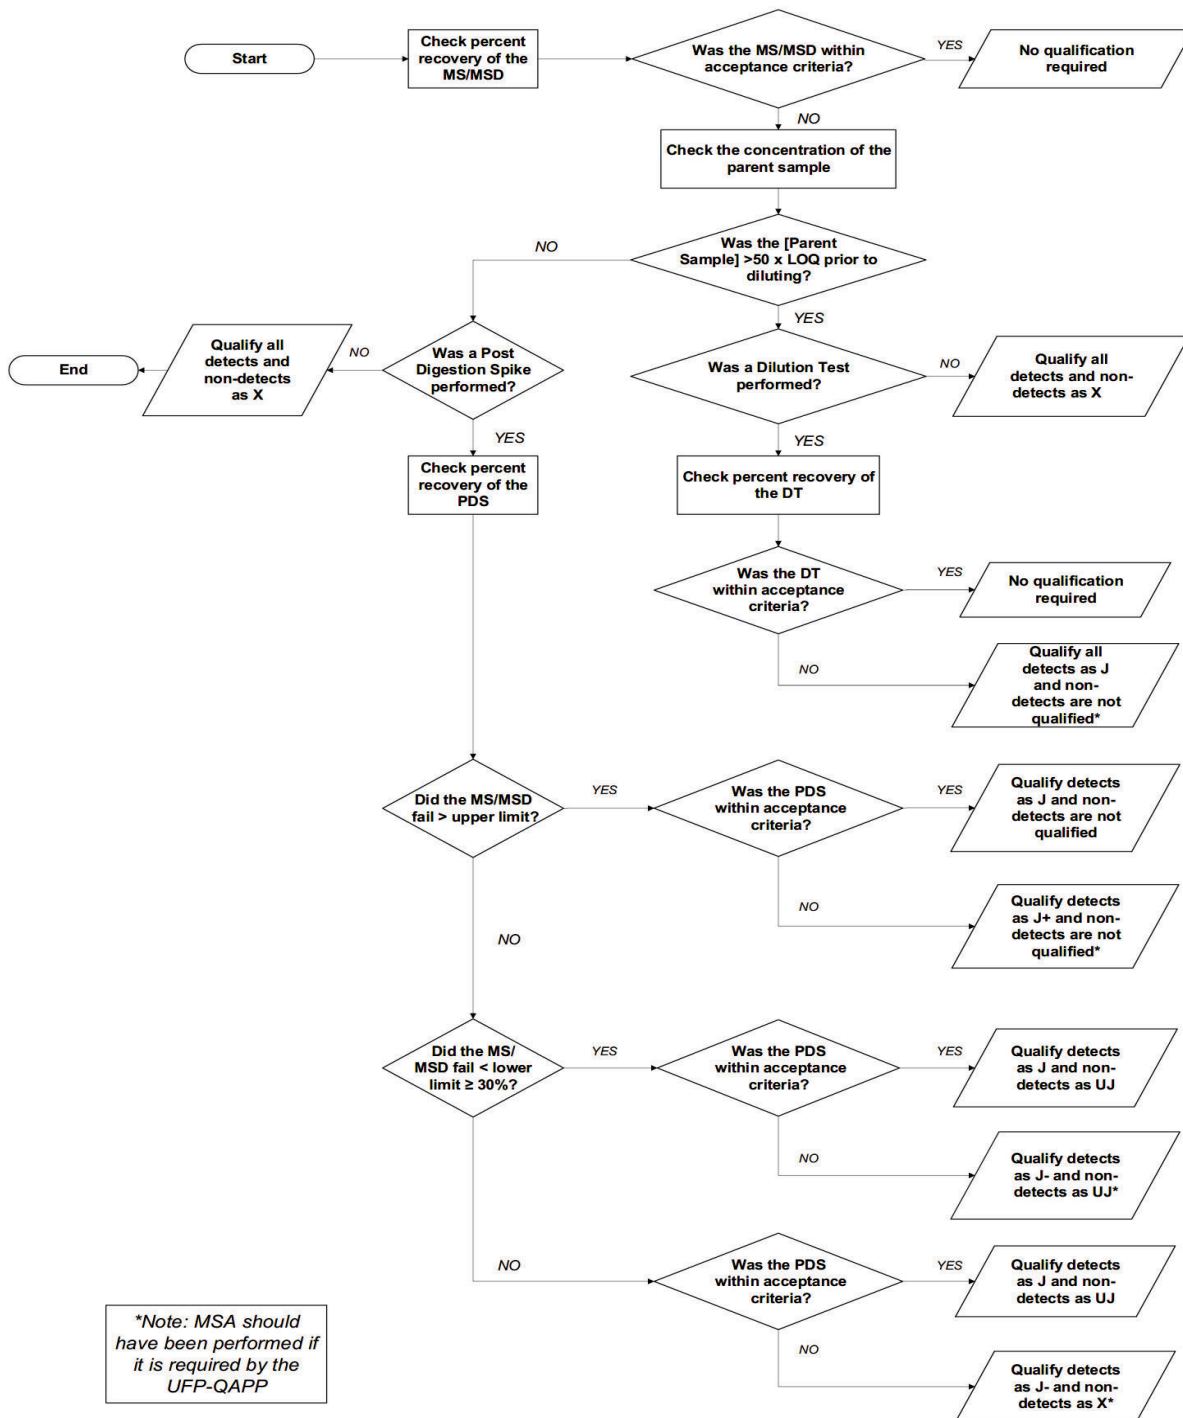 Start
Check percent
recovery of the
MS/MSD
Was the MS/MSD within
acceptance criteria?
YES
No qualification
required
NO
Check the concentration of the
parent sample
Was the [Parent
Sample] >50 x LOQ prior to
diluting?
NO
YES
End
Qualify all
detects and
non-detects
as X
NO
Was a Post
Digestion Spike
performed?
Was a Dilution Test
performed?
NO
Qualify all
detects and non-
detects as X
YES
YES
Check percent
recovery of the
PDS
Check percent recovery of
the DT
Was the DT
within acceptance
criteria?
YES
No qualification
required
NO
Qualify all
detects as J
and non-
detects are not
qualified*
Did the MS/MSD
fail > upper limit?
YES
Was the PDS
within acceptance
criteria?
YES
Qualify detects
as J and non-
detects are not
qualified
NO
Qualify detects
as J+ and non-
detects are not
qualified*
NO
Did the MS/
MSD fail < lower
limit ≥ 30%?
YES
Was the PDS
within acceptance
criteria?
YES
Qualify detects
as J and non-
detects as UJ
NO
Qualify detects
as J- and non-
detects as UJ*
NO
Was the PDS
within acceptance
criteria?
YES
Qualify detects
as J and non-
detects as UJ
NO
Qualify detects
as J- and non-
detects as X*
*Note: MSA should
have been performed if
it is required by the
UFP-QAPP